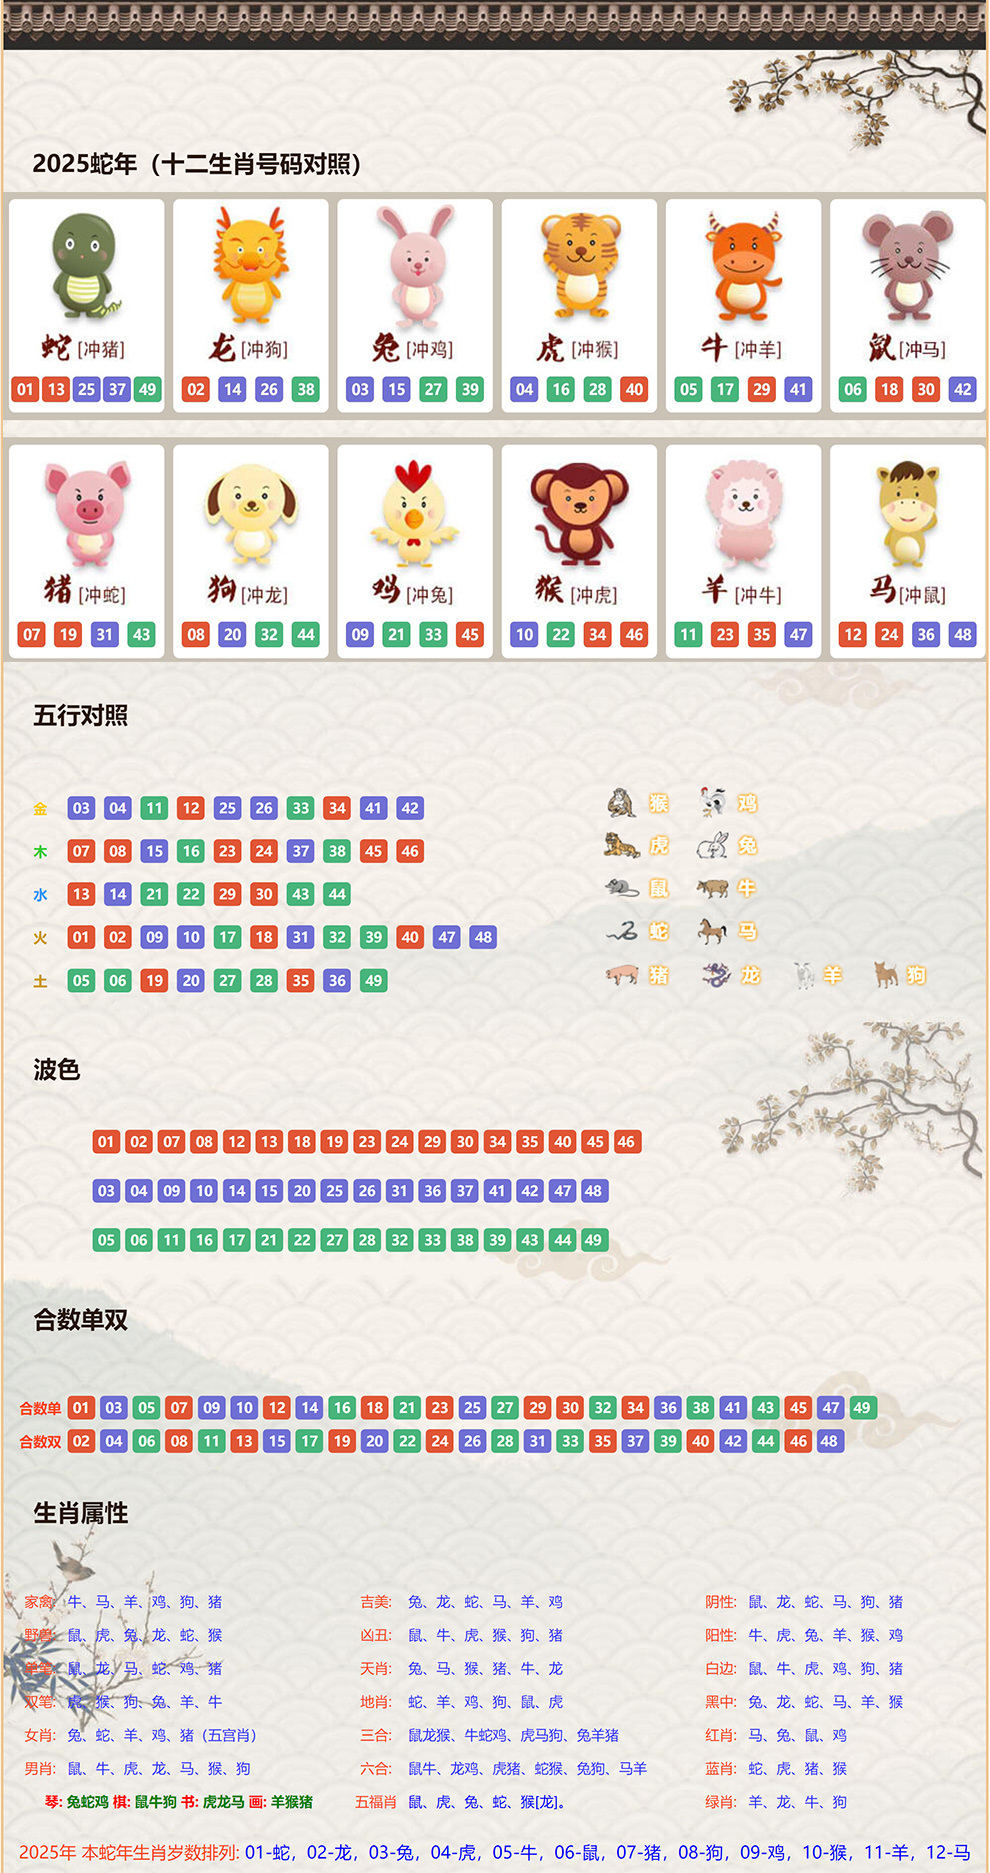 2025蛇年（十二生肖号码对照）
蛇 [冲猪] 龙 [冲狗] 兔 [冲鸡] 虎 [冲猴] 牛 [冲羊] 鼠 [冲马]
01 13 25 37 49 02 14 26 38 03 15 27 39 04 16 28 40 05 17 29 41 06 18 30 42
猪 [冲蛇] 狗 [冲龙] 鸡 [冲兔] 猴 [冲虎] 羊 [冲牛] 马 [冲鼠]
07 19 31 43 08 20 32 44 09 21 33 45 10 22 34 46 11 23 35 47 12 24 36 48
五行对照
金 03 04 11 12 25 26 33 34 41 42 猴 鸡
木 07 08 15 16 23 24 37 38 45 46 虎 兔
水 13 14 21 22 29 30 43 44 鼠 牛
火 01 02 09 10 17 18 31 32 39 40 47 48 蛇 马
土 05 06 19 20 27 28 35 36 49 猪 龙 羊 狗
波色
01 02 07 08 12 13 18 19 23 24 29 30 34 35 40 45 46
03 04 09 10 14 15 20 25 26 31 36 37 41 42 47 48
05 06 11 16 17 21 22 27 28 32 33 38 39 43 44 49
合数单双
合数单 01 03 05 07 09 10 12 14 16 18 21 23 25 27 29 30 32 34 36 38 41 43 45 47 49
合数双 02 04 06 08 11 13 15 17 19 20 22 24 26 28 31 33 35 37 39 40 42 44 46 48
生肖属性
家禽: 牛、马、羊、鸡、狗、猪 吉美: 兔、龙、蛇、马、羊、鸡 阴性: 鼠、龙、蛇、马、狗、猪
野兽: 鼠、虎、兔、龙、蛇、猴 凶丑: 鼠、牛、虎、猴、狗、猪 阳性: 牛、虎、兔、羊、猴、鸡
单笔: 鼠、龙、马、蛇、鸡、猪 天肖: 兔、马、猴、猪、牛、龙 白边: 鼠、牛、虎、鸡、狗、猪
双笔: 虎、猴、狗、兔、羊、牛 地肖: 蛇、羊、鸡、狗、鼠、虎 黑中: 兔、龙、蛇、马、羊、猴
女肖: 兔、蛇、羊、鸡、猪（五宫肖） 三合: 鼠龙猴、牛蛇鸡、虎马狗、兔羊猪 红肖: 马、兔、鼠、鸡
男肖: 鼠、牛、虎、龙、马、猴、狗 六合: 鼠牛、龙鸡、虎猪、蛇猴、兔狗、马羊 蓝肖: 蛇、虎、猪、猴
琴: 兔蛇鸡 棋: 鼠牛狗 书: 虎龙马 画: 羊猴猪 五福肖 鼠、虎、兔、蛇、猴[龙]。 绿肖: 羊、龙、牛、狗
2025年 本蛇年生肖岁数排列: 01-蛇，02-龙，03-兔，04-虎，05-牛，06-鼠，07-猪，08-狗，09-鸡，10-猴，11-羊，12-马